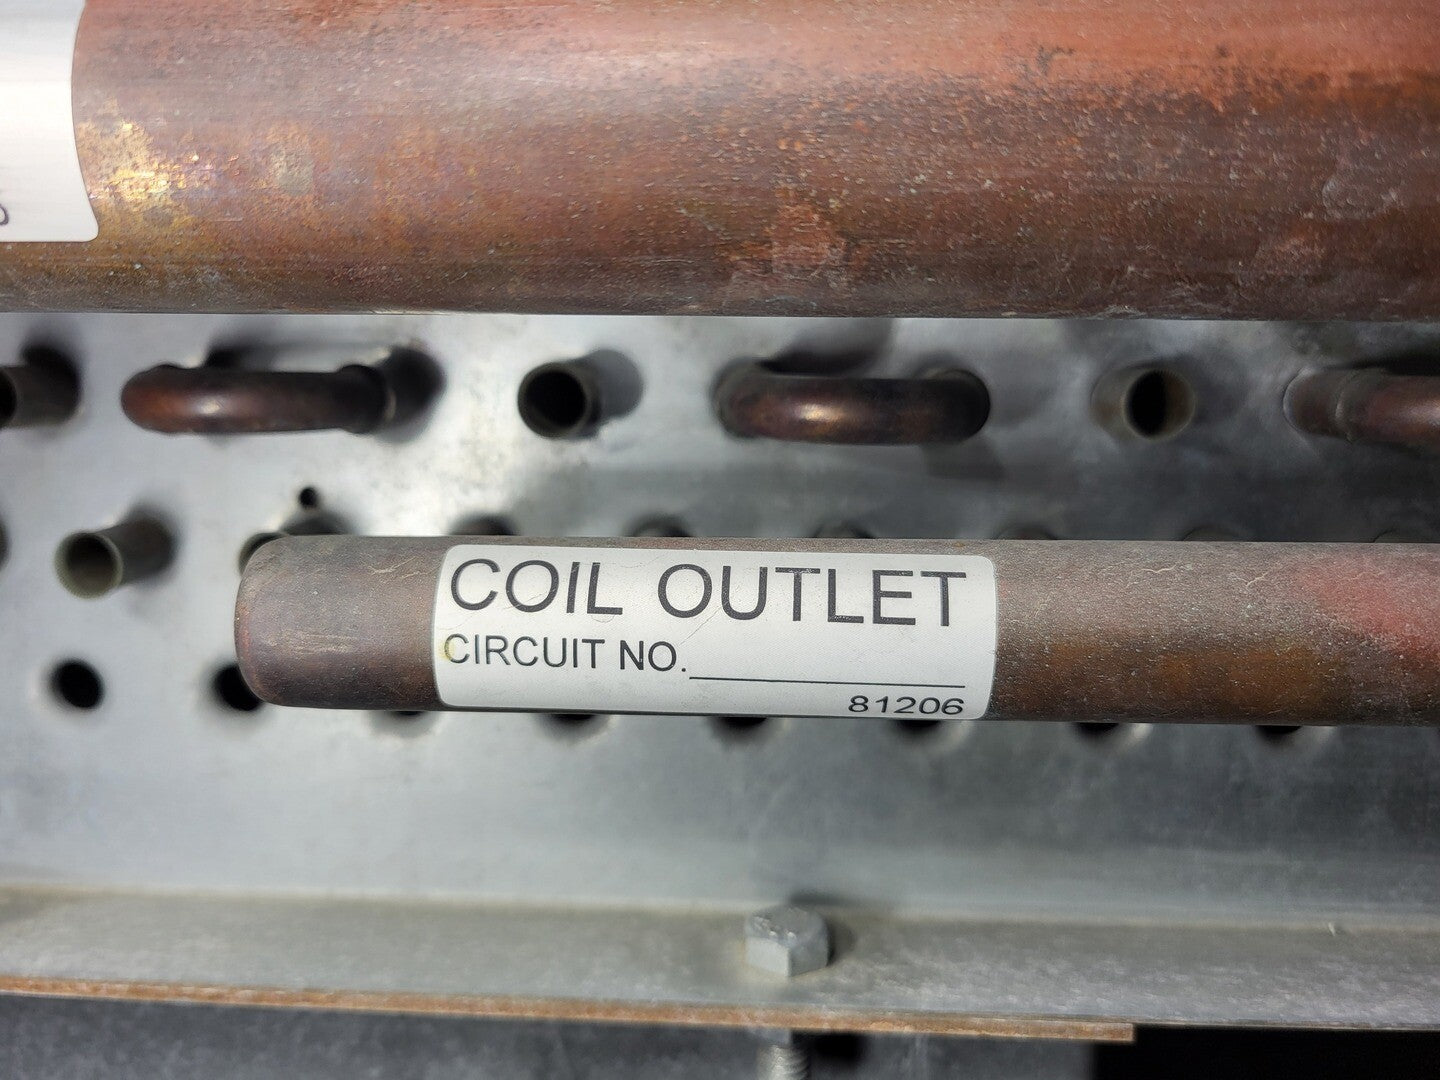 COIL OUTLET
CIRCUIT NO.
81206